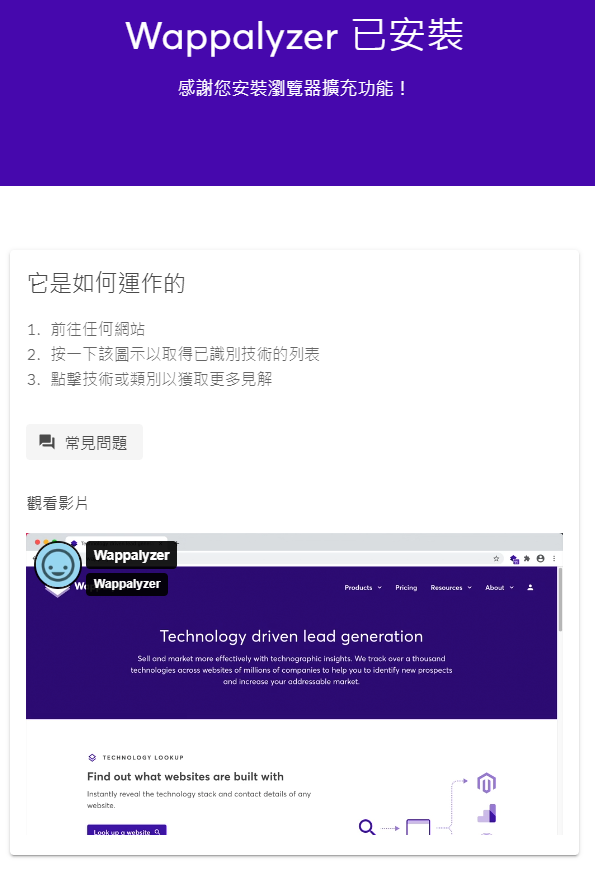 Wappalyzer 已安裝
感謝您安裝瀏覽器擴充功能！
它是如何運作的
1. 前往任何網站
2. 按一下該圖示以取得已識別技術的列表
3. 點擊技術或類別以獲取更多見解
常見問題
觀看影片
Wappalyzer
Wappalyzer
Products
Pricing
Resources
About
Technology driven lead generation
Sell and market more effectively with technographic insights. We track over a thousand
technologies across websites of millions of companies to help you to identify new prospects
and increase your addressable market.
TECHNOLOGY LOOKUP
Find out what websites are built with
Instantly reveal the technology stack and contact details of any
website.
Look up a website